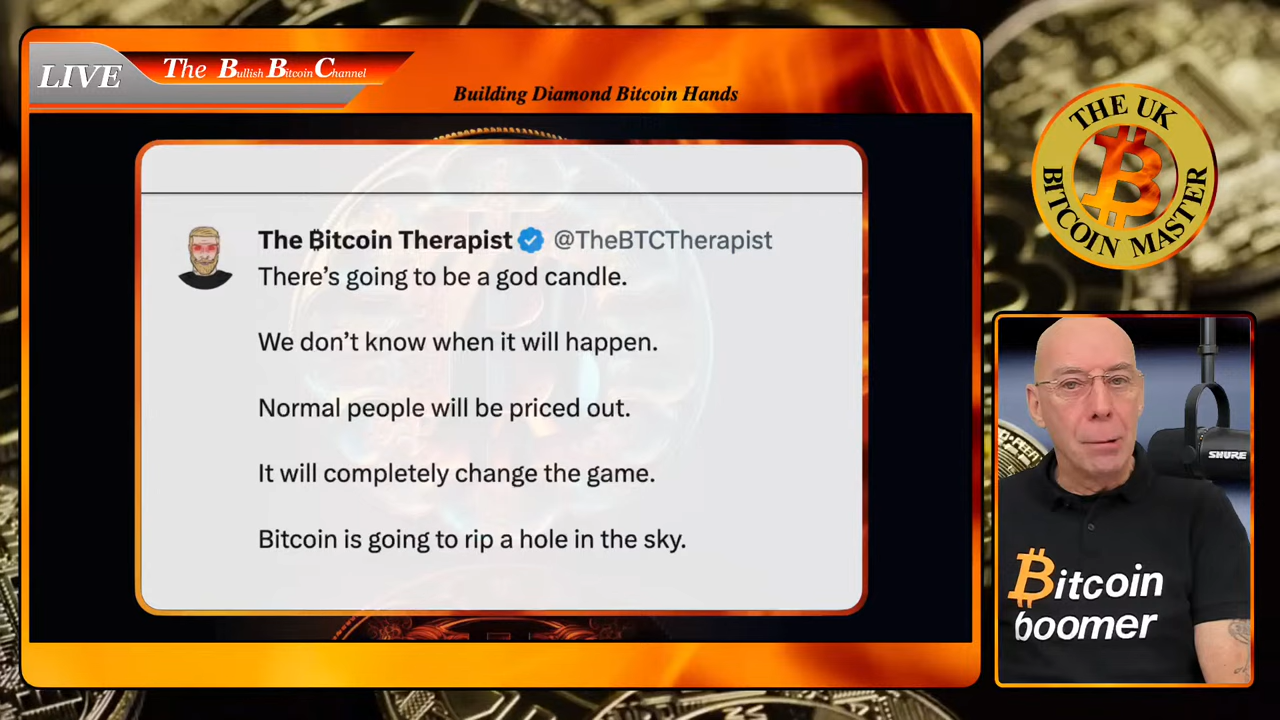 LIVE
The Bullish Bitcoin Channel
Building Diamond Bitcoin Hands
The ₿itcoin Therapist @TheBTCTherapist
There’s going to be a god candle.
We don’t know when it will happen.
Normal people will be priced out.
It will completely change the game.
Bitcoin is going to rip a hole in the sky.
THE UK
BITCOIN MASTER
SHURE
Bitcoin
boomer